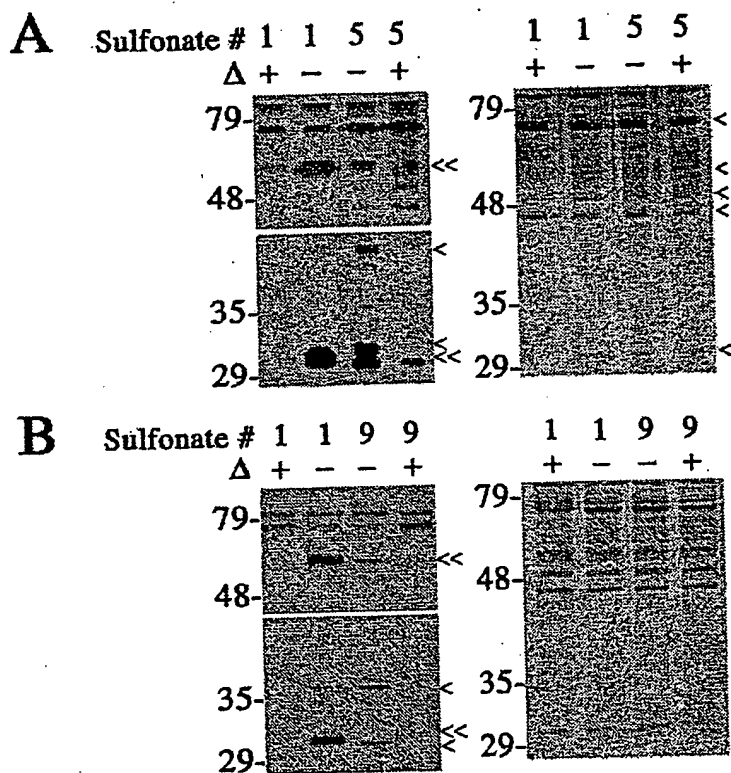 A
Sulfonate # 1 1 5 5
Δ + − − +
79-
<<
48-
<
35-
<
<<
29-
1 1 5 5
+ − − +
79-
<
<
<
48-
<
35-
<
29-
B
Sulfonate # 1 1 9 9
Δ + − − +
79-
<<
48-
<
35-
<<
<
29-
1 1 9 9
+ − − +
79-
48-
35-
29-